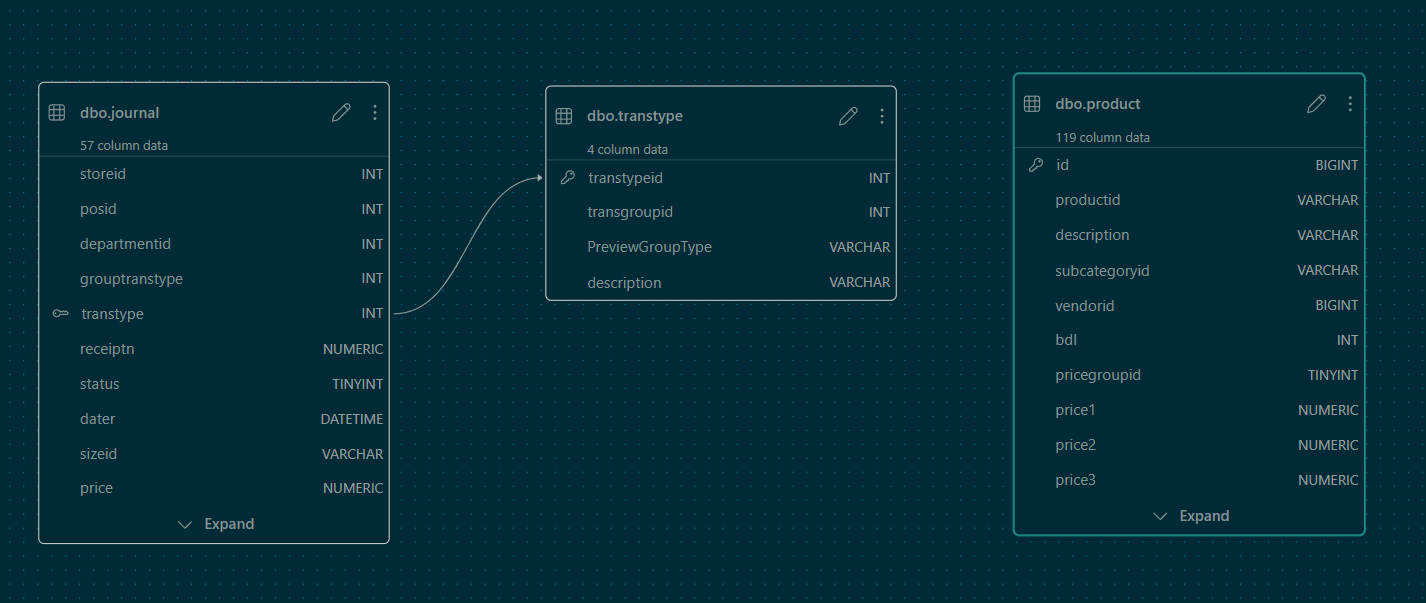 dbo.journal
57 column data
storeid INT
posid INT
departmentid INT
grouptranstype INT
transtype INT
receiptn NUMERIC
status TINYINT
dater DATETIME
sizeid VARCHAR
price NUMERIC
Expand
dbo.transtype
4 column data
transtypeid INT
transgroupid INT
PreviewGroupType VARCHAR
description VARCHAR
dbo.product
119 column data
id BIGINT
productid VARCHAR
description VARCHAR
subcategoryid VARCHAR
vendorid BIGINT
bdl INT
pricegroupid TINYINT
price1 NUMERIC
price2 NUMERIC
price3 NUMERIC
Expand